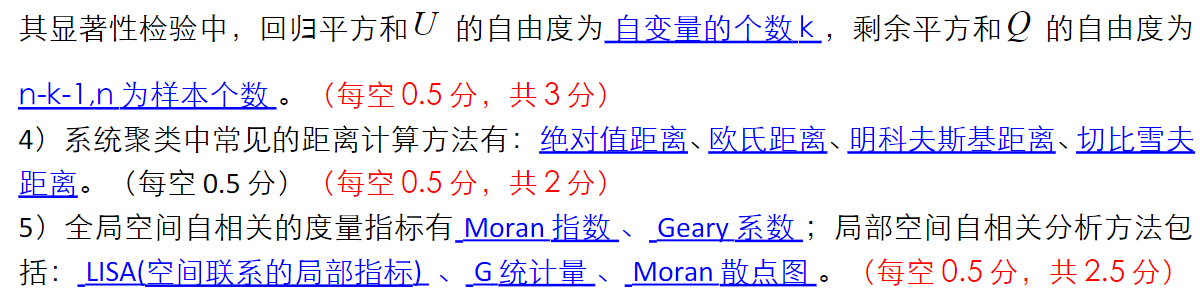 其显著性检验中，回归平方和U 的自由度为 自变量的个数 k ，剩余平方和Q 的自由度为
n-k-1,n 为样本个数 。（每空 0.5 分，共 3 分）
4）系统聚类中常见的距离计算方法有：绝对值距离、欧氏距离、明科夫斯基距离、切比雪夫
距离。（每空 0.5 分）（每空 0.5 分，共 2 分）
5）全局空间自相关的度量指标有 Moran 指数 、 Geary 系数 ；局部空间自相关分析方法包
括： LISA(空间联系的局部指标) 、 G 统计量 、 Moran 散点图 。（每空 0.5 分，共 2.5 分）